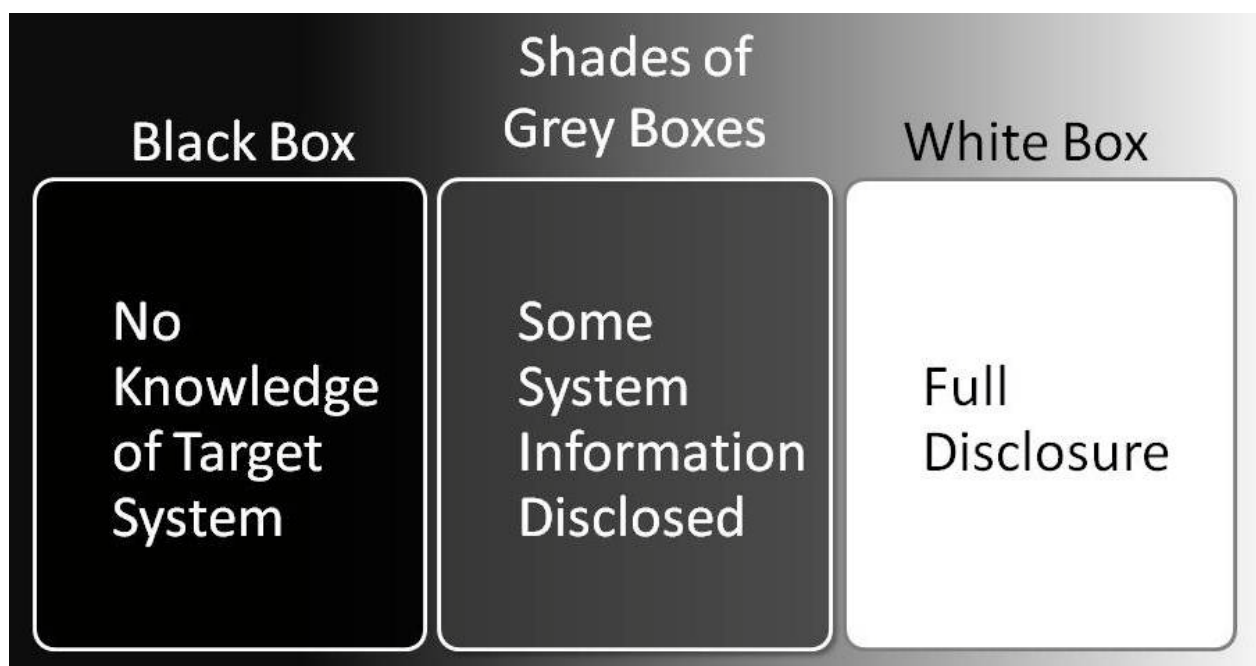 Black Box
No
Knowledge
of Target
System
Shades of
Grey Boxes
Some
System
Information
Disclosed
White Box
Full
Disclosure